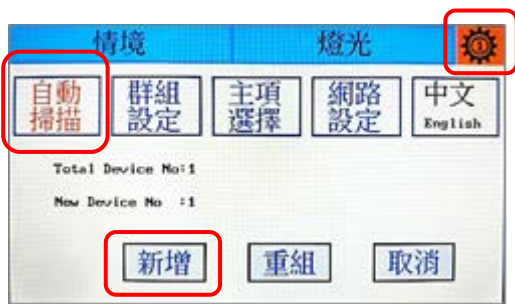 情境 燈光
自動掃描 群組設定 主項選擇 網路設定 中文 English
Total Device No:1
New Device No :1
新增 重組 取消